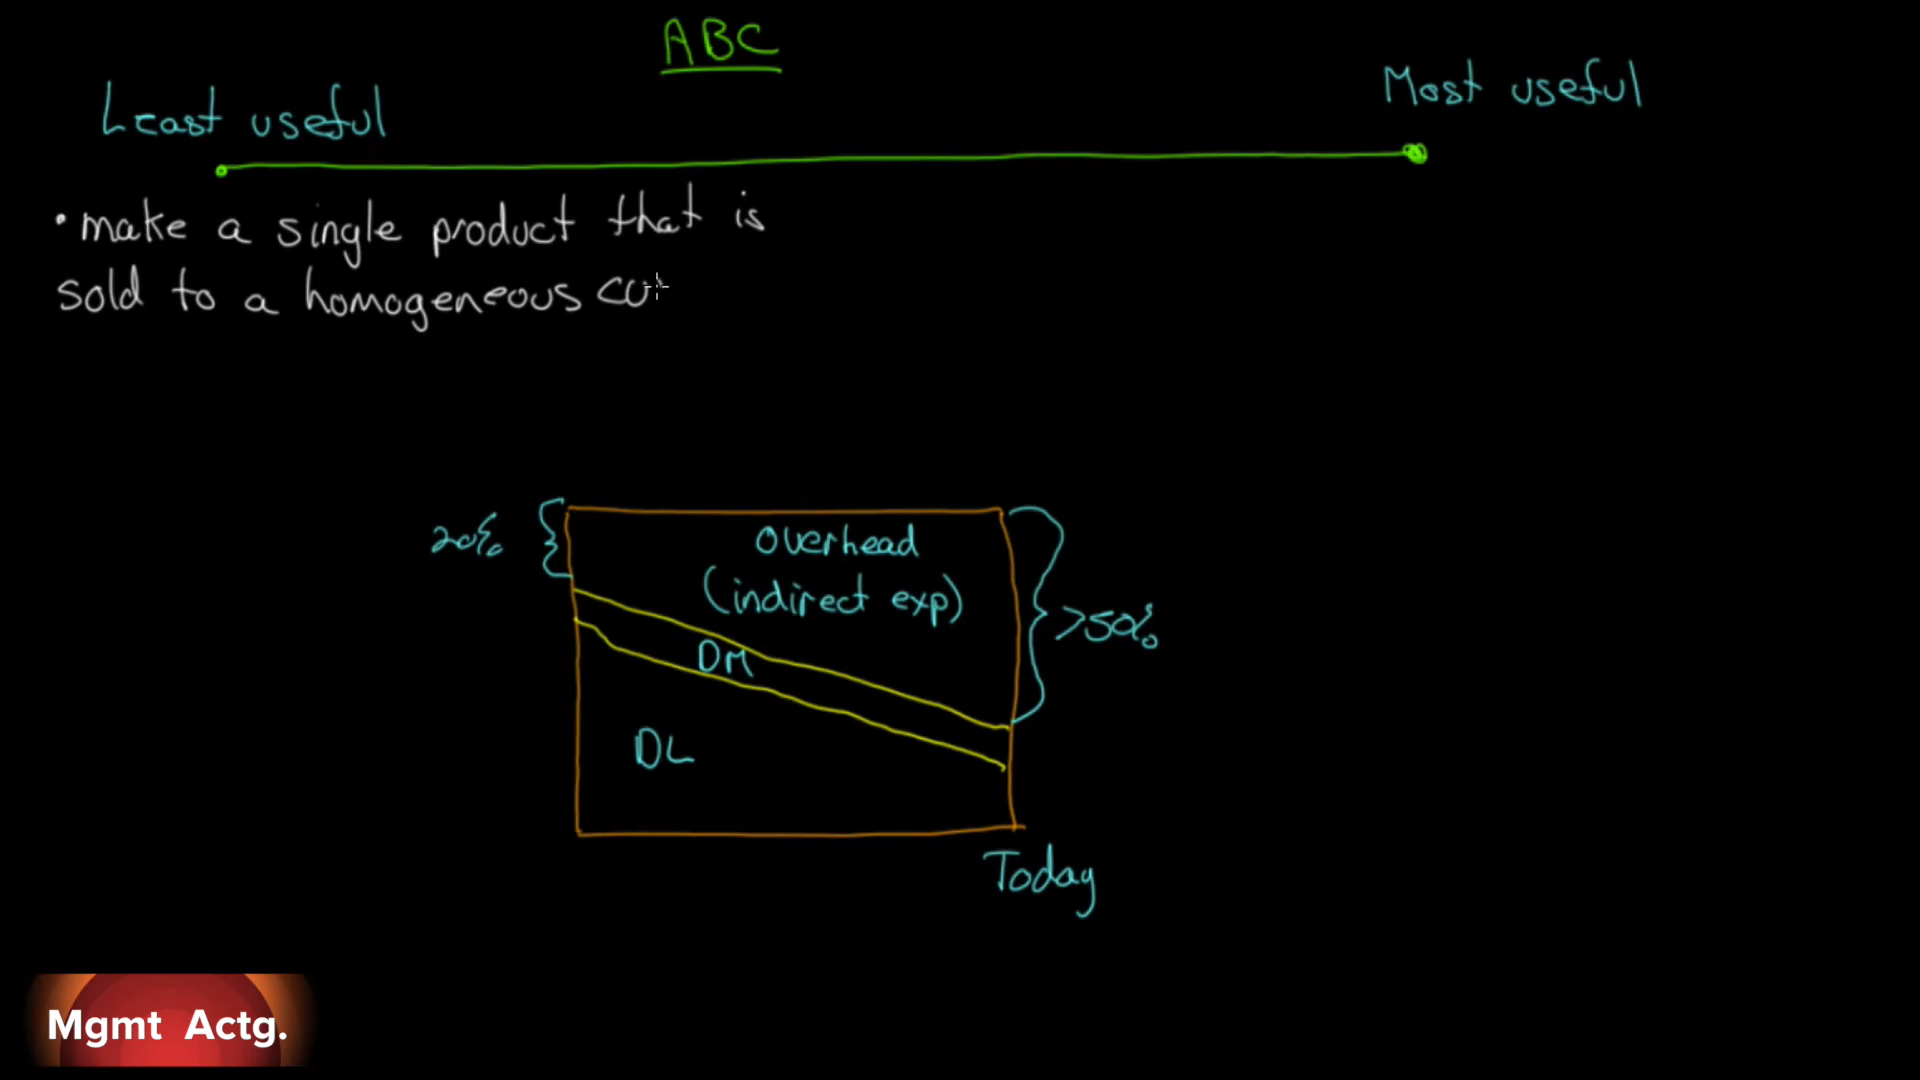 ABC
Least useful
Most useful
• make a single product that is
sold to a homogeneous cu
20%
Overhead
(indirect exp)
>50%
DM
DL
Today
Mgmt Actg.